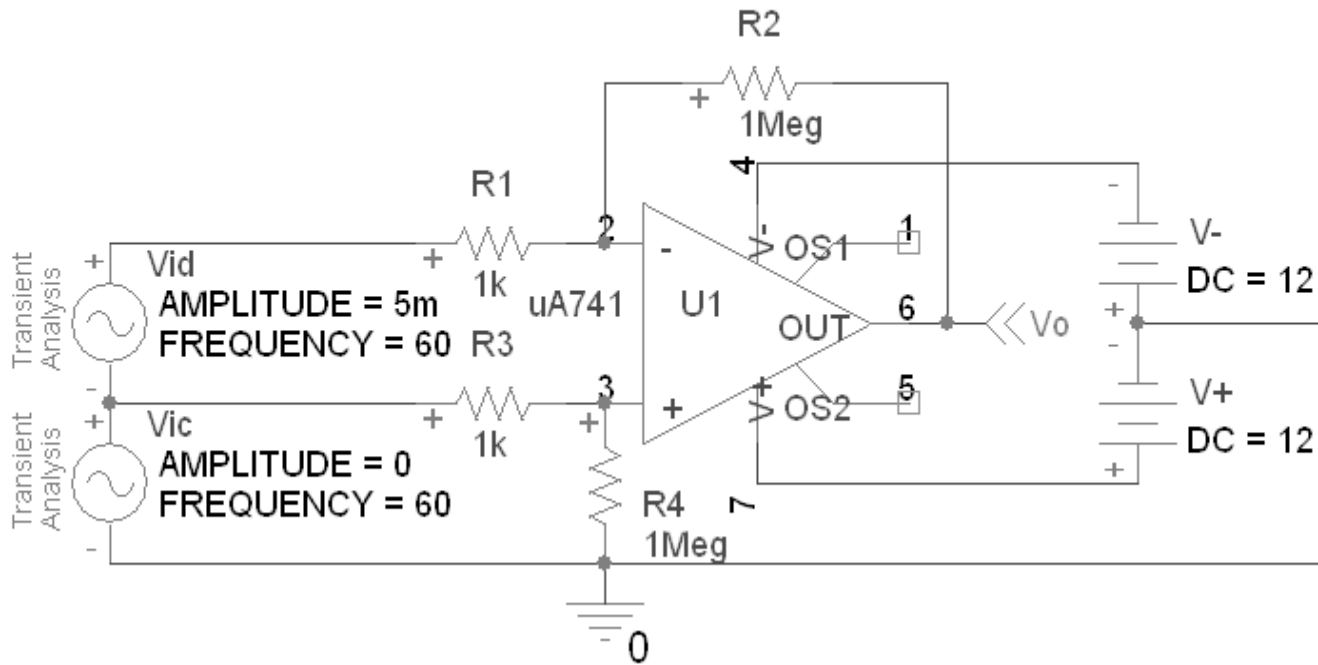 R2
1Meg
4
R1
2
1
V-
Vid
1k
V-
OS1
DC = 12
Transient
Analysis
AMPLITUDE = 5m
uA741
U1
6
FREQUENCY = 60
R3
OUT
Vo
3
5
V+
Vic
1k
V+
OS2
DC = 12
Transient
Analysis
AMPLITUDE = 0
FREQUENCY = 60
R4
7
1Meg
0